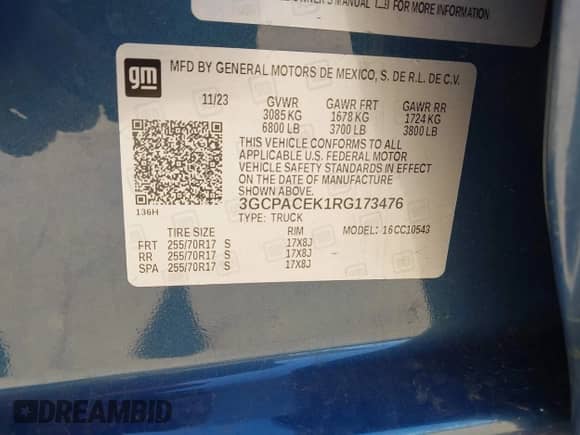 OWNER'S MANUAL FOR MORE INFORMATION
gm
MFD BY GENERAL MOTORS DE MEXICO, S. DE R.L. DE C.V.
11/23 GVWR GAWR FRT GAWR RR
3085 KG 1678 KG 1724 KG
6800 LB 3700 LB 3800 LB
THIS VEHICLE CONFORMS TO ALL
APPLICABLE U.S. FEDERAL MOTOR
VEHICLE SAFETY STANDARDS IN EFFECT
ON THE DATE OF MANUFACTURE
SHOWN ABOVE.
136H
3GCPACEK1RG173476
TYPE: TRUCK MODEL: 16CC10543
TIRE SIZE RIM
FRT 255/70R17 S 17X8J
RR 255/70R17 S 17X8J
SPA 255/70R17 S 17X8J
DREAMBID